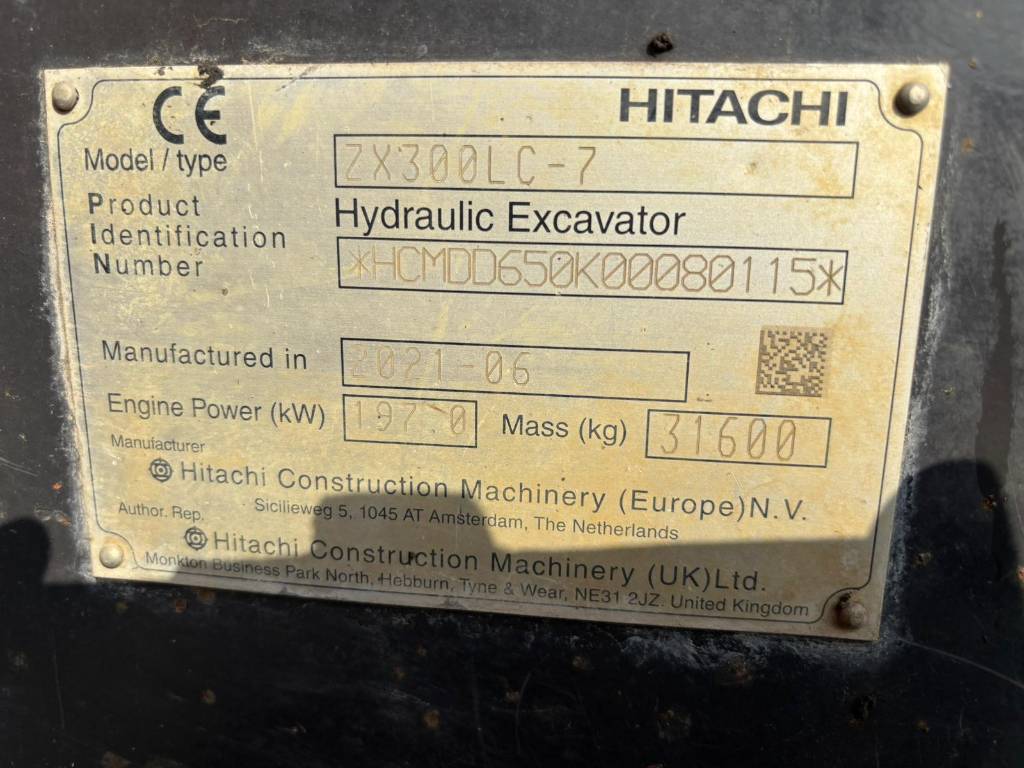 CE HITACHI
Model / type ZX300LC-7
Product Identification Number
Hydraulic Excavator
*HCMDD650K00080115*
Manufactured in 2021-06
Engine Power (kW) 197.0 Mass (kg) 31600
Manufacturer
Hitachi Construction Machinery (Europe) N.V.
Sicilieweg 5, 1045 AT Amsterdam, The Netherlands
Author. Rep.
Hitachi Construction Machinery (UK) Ltd.
Monkton Business Park North, Hebburn, Tyne & Wear, NE31 2JZ. United Kingdom